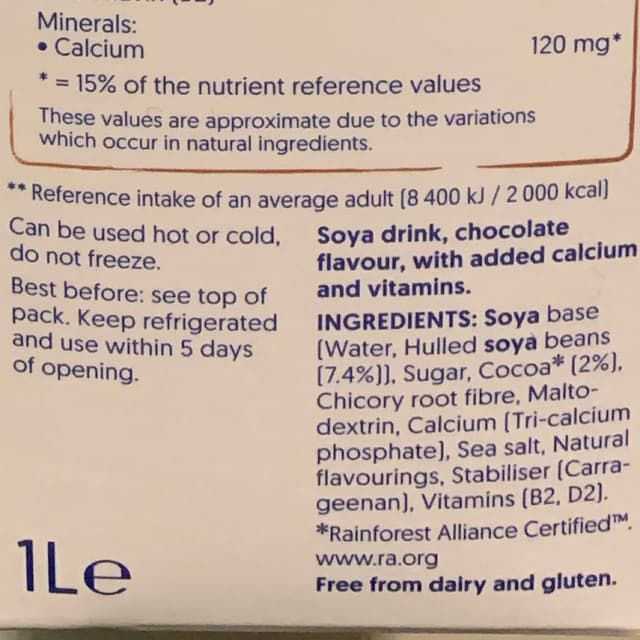 Minerals:
• Calcium 120 mg*
* = 15% of the nutrient reference values
These values are approximate due to the variations
which occur in natural ingredients.
** Reference intake of an average adult (8 400 kJ / 2 000 kcal)
Can be used hot or cold,
do not freeze.
Best before: see top of
pack. Keep refrigerated
and use within 5 days
of opening.
Soya drink, chocolate
flavour, with added calcium
and vitamins.
INGREDIENTS: Soya base
(Water, Hulled soya beans
(7.4%)), Sugar, Cocoa* (2%),
Chicory root fibre, Malto-
dextrin, Calcium (Tri-calcium
phosphate), Sea salt, Natural
flavourings, Stabiliser (Carra-
geenan), Vitamins (B2, D2).
*Rainforest Alliance Certified™.
www.ra.org
Free from dairy and gluten.
1Le